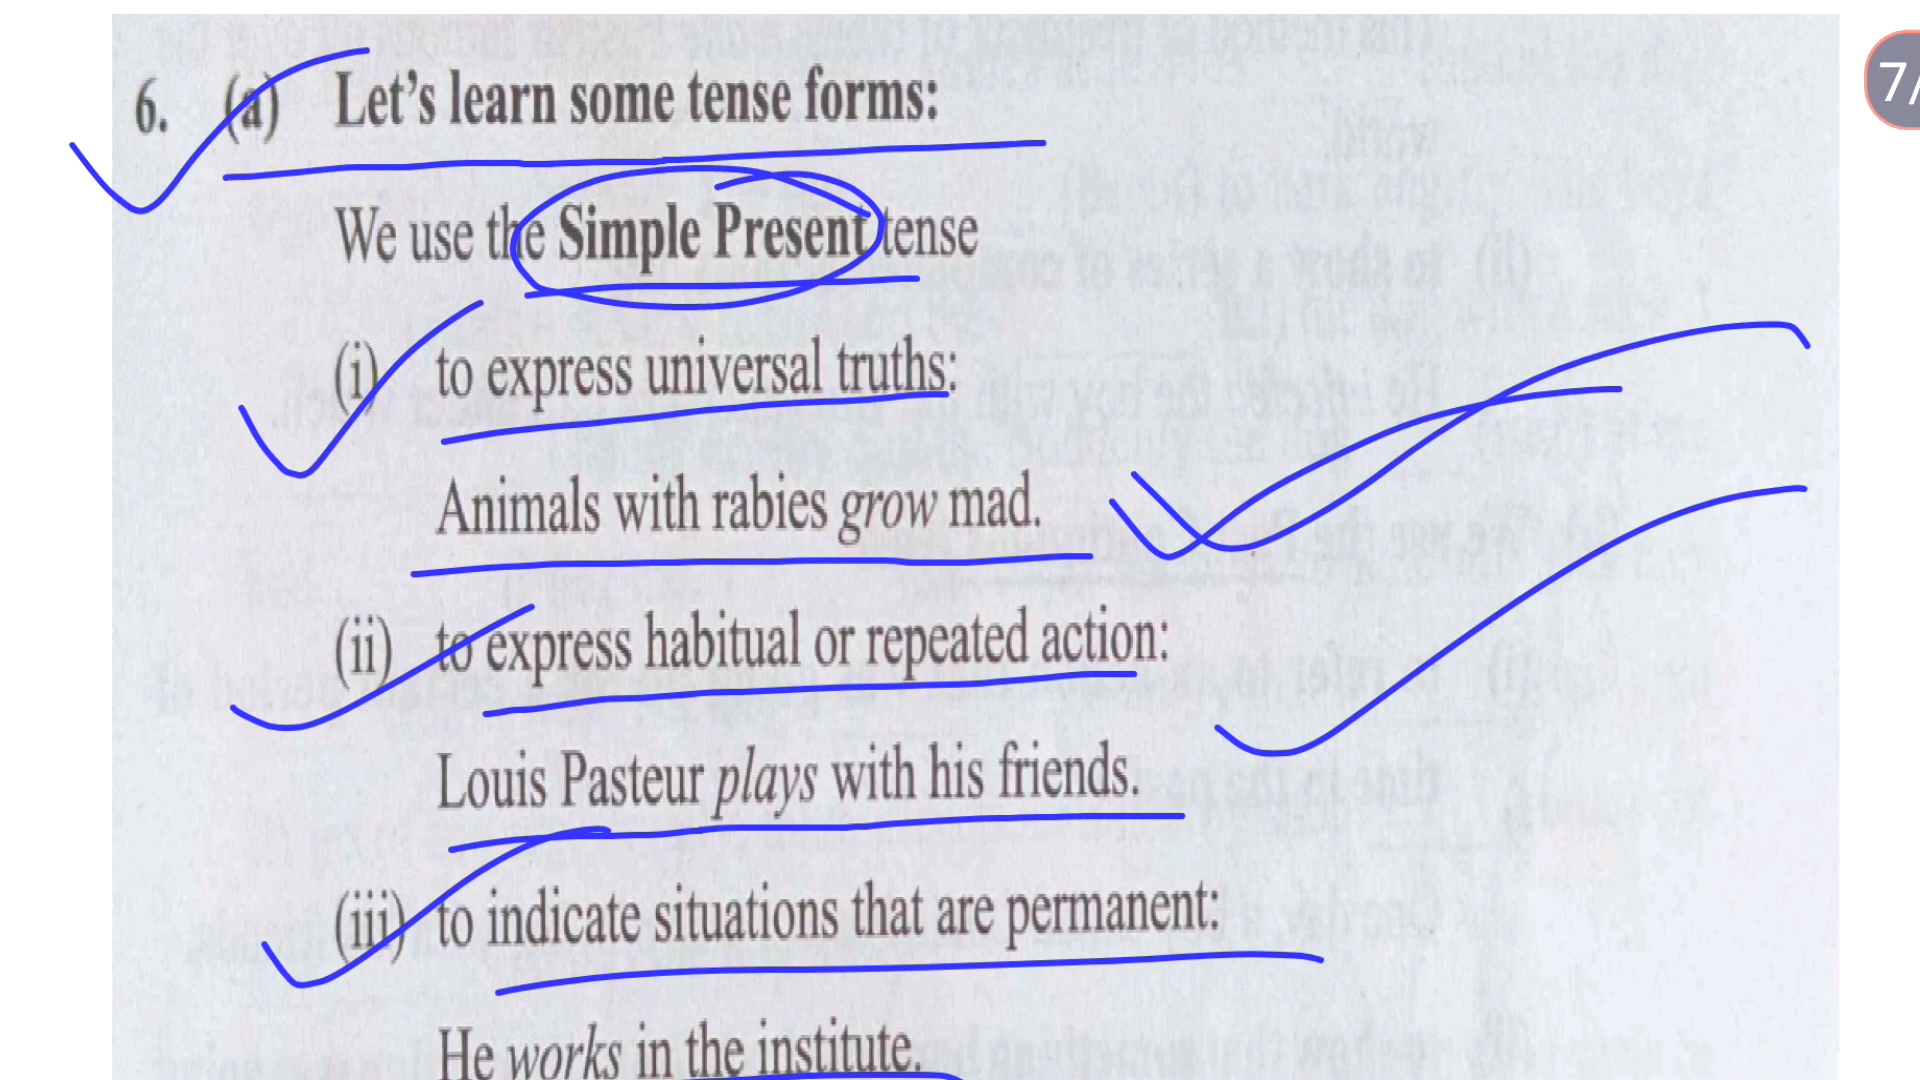 7/
6. (a) Let's learn some tense forms:
We use the Simple Present tense
(i) to express universal truths:
Animals with rabies grow mad.
(ii) to express habitual or repeated action:
Louis Pasteur plays with his friends.
(iii) to indicate situations that are permanent:
He works in the institute.